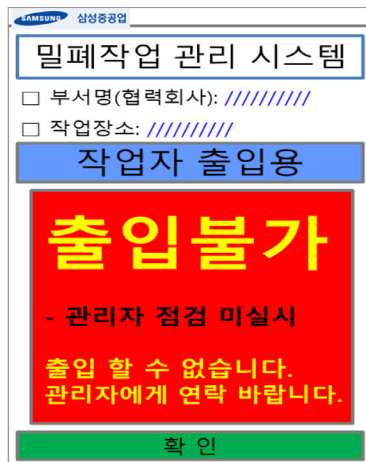 SAMSUNG 삼성중공업
밀폐작업 관리 시스템
□ 부서명(협력회사): //////////
□ 작업장소: //////////
작업자 출입용
출입불가
- 관리자 점검 미실시
출입 할 수 없습니다.
관리자에게 연락 바랍니다.
확 인